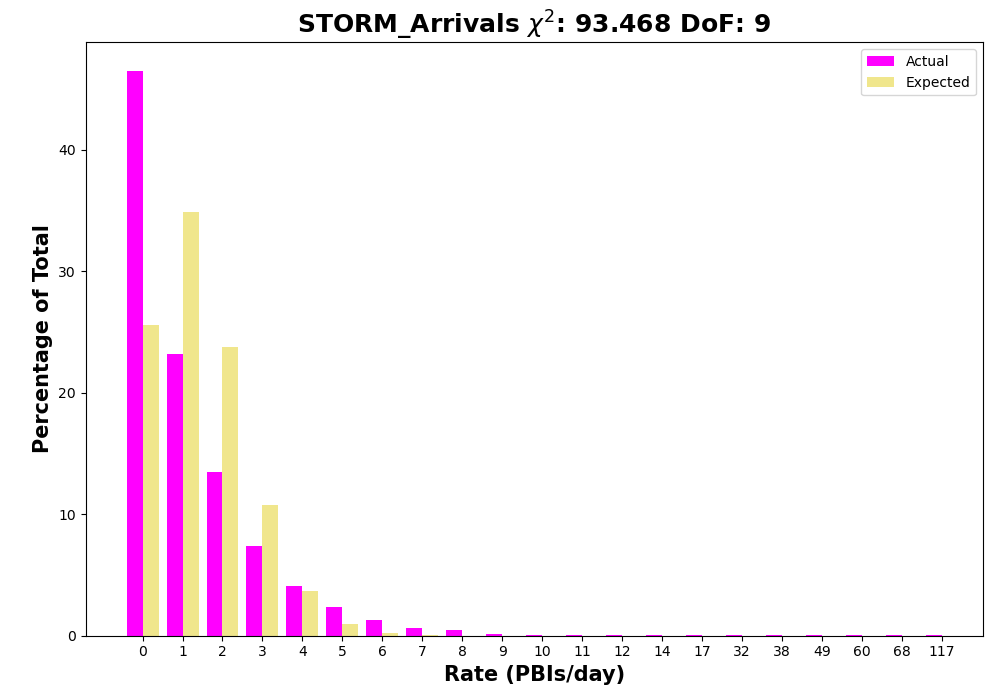 STORM_Arrivals χ²: 93.468 DoF: 9
Actual
Expected
Percentage of Total
40
30
20
10
0
0 1 2 3 4 5 6 7 8 9 10 11 12 14 17 32 38 49 60 68 117
Rate (PBIs/day)